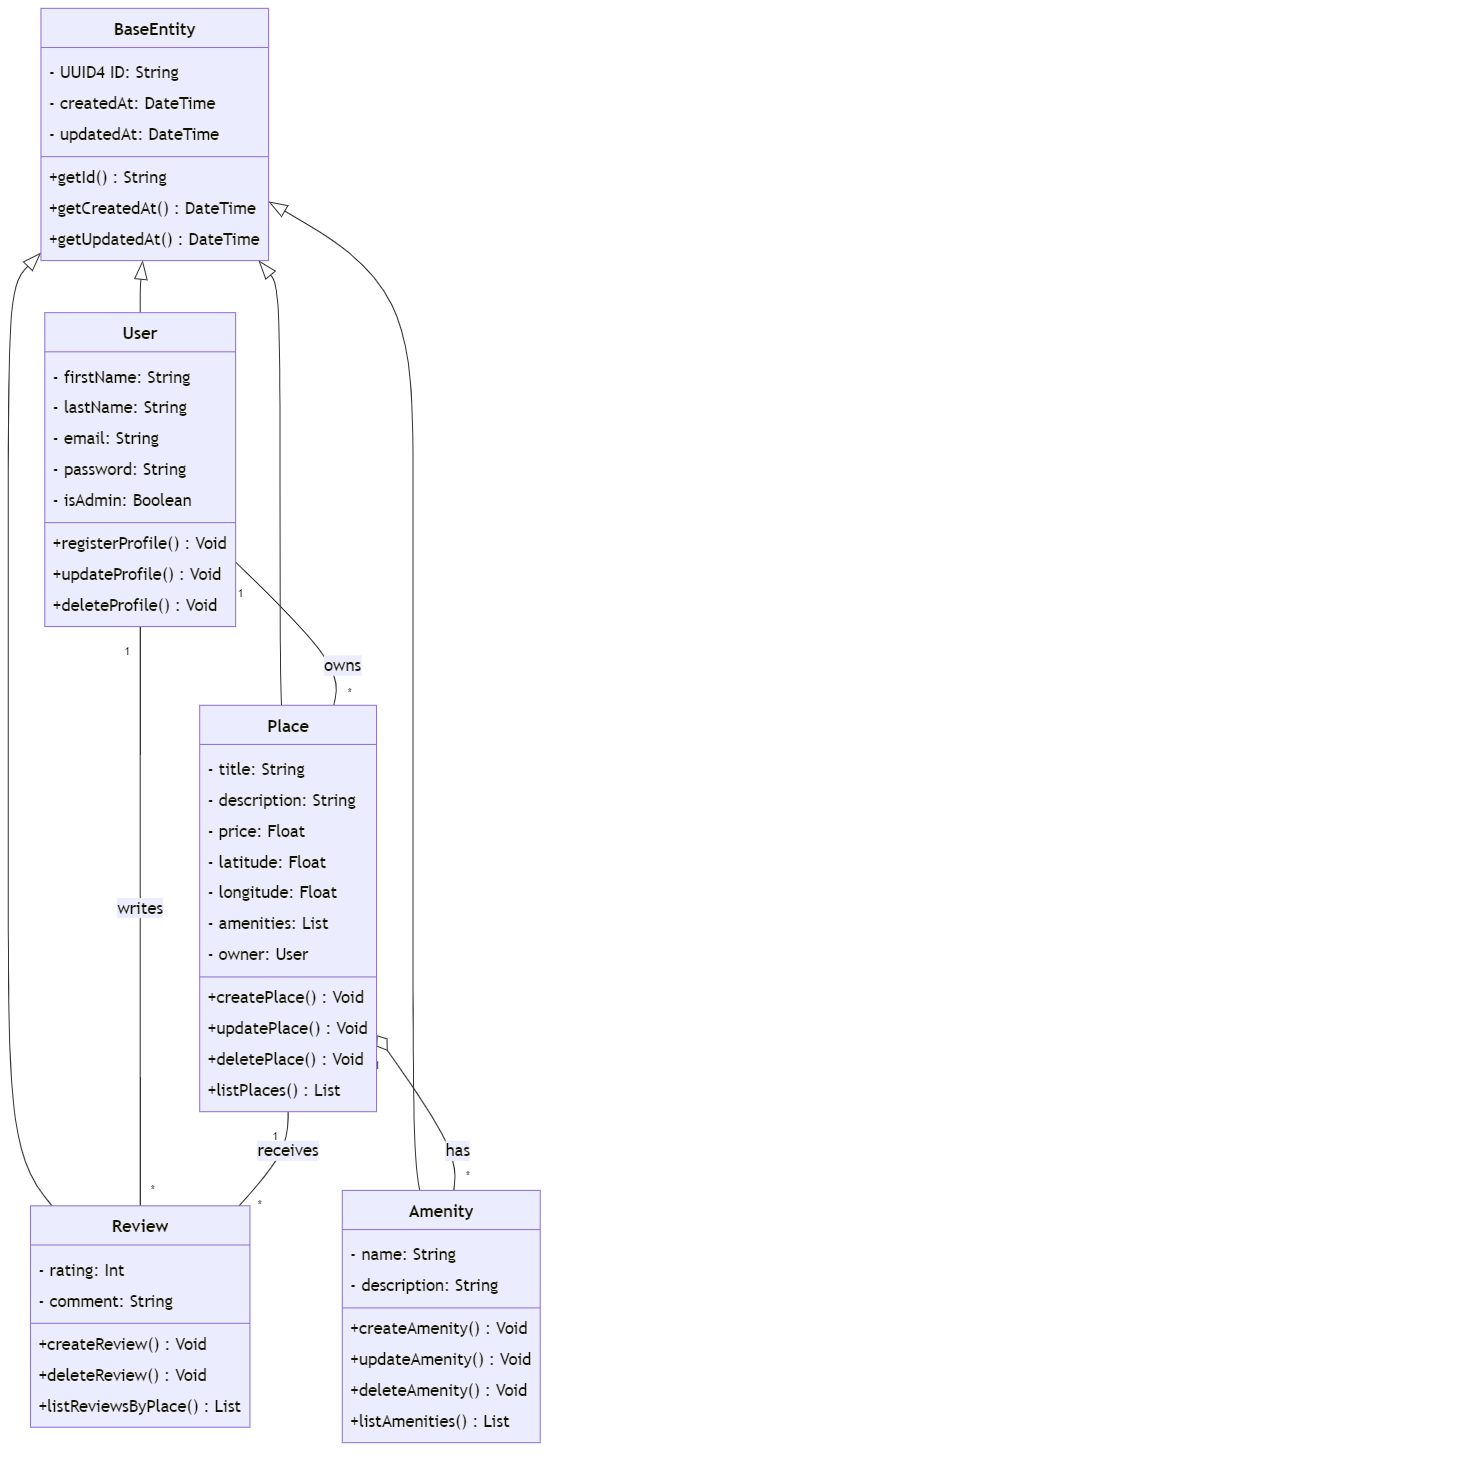 BaseEntity
- UUID4 ID: String
- createdAt: DateTime
- updatedAt: DateTime
+getId() : String
+getCreatedAt() : DateTime
+getUpdatedAt() : DateTime
User
- firstName: String
- lastName: String
- email: String
- password: String
- isAdmin: Boolean
+registerProfile() : Void
+updateProfile() : Void
+deleteProfile() : Void
1
1
owns
*
Place
- title: String
- description: String
- price: Float
- latitude: Float
- longitude: Float
- amenities: List
- owner: User
+createPlace() : Void
+updatePlace() : Void
+deletePlace() : Void
+listPlaces() : List
writes
1
receives
has
*
*
*
Review
- rating: Int
- comment: String
+createReview() : Void
+deleteReview() : Void
+listReviewsByPlace() : List
Amenity
- name: String
- description: String
+createAmenity() : Void
+updateAmenity() : Void
+deleteAmenity() : Void
+listAmenities() : List